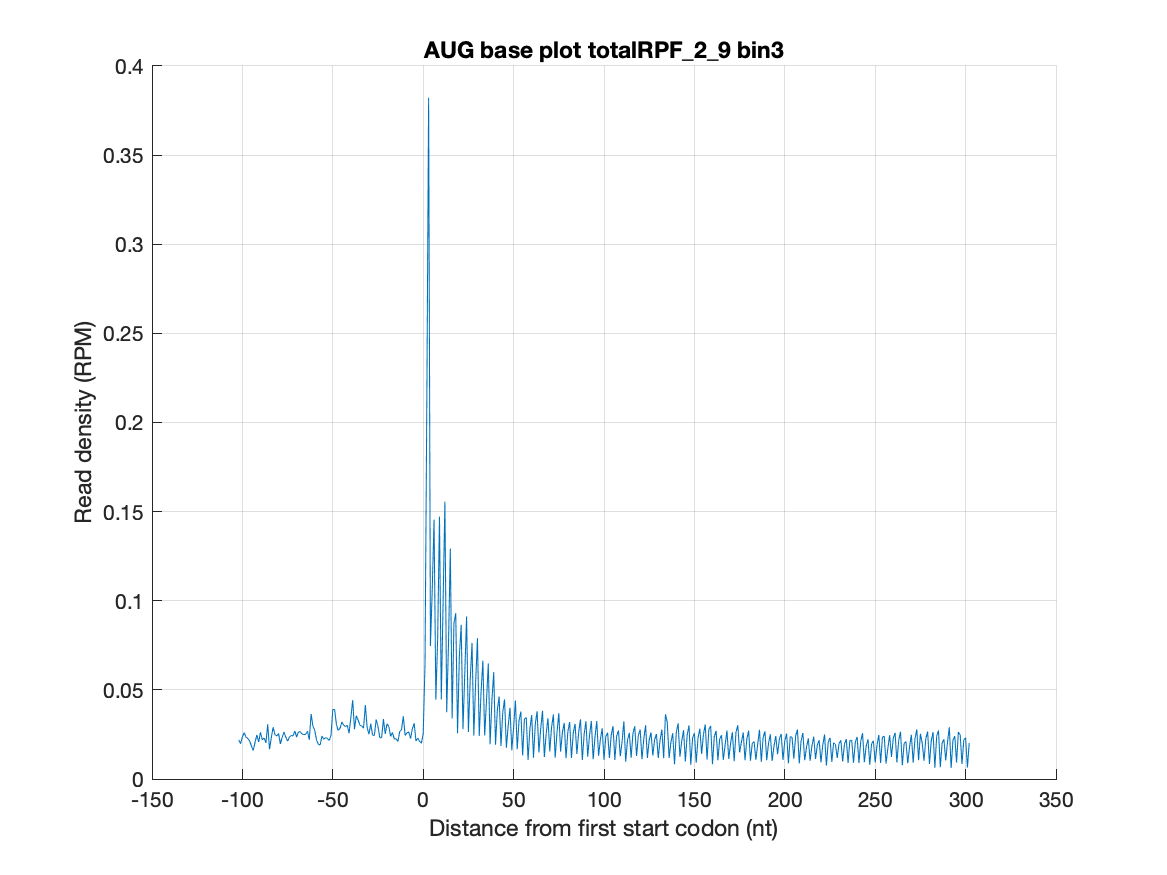 AUG base plot totalRPF_2_9 bin3
0.4
0.35
0.3
0.25
0.2
0.15
0.1
0.05
0
Read density (RPM)
-150 -100 -50 0 50 100 150 200 250 300 350
Distance from first start codon (nt)